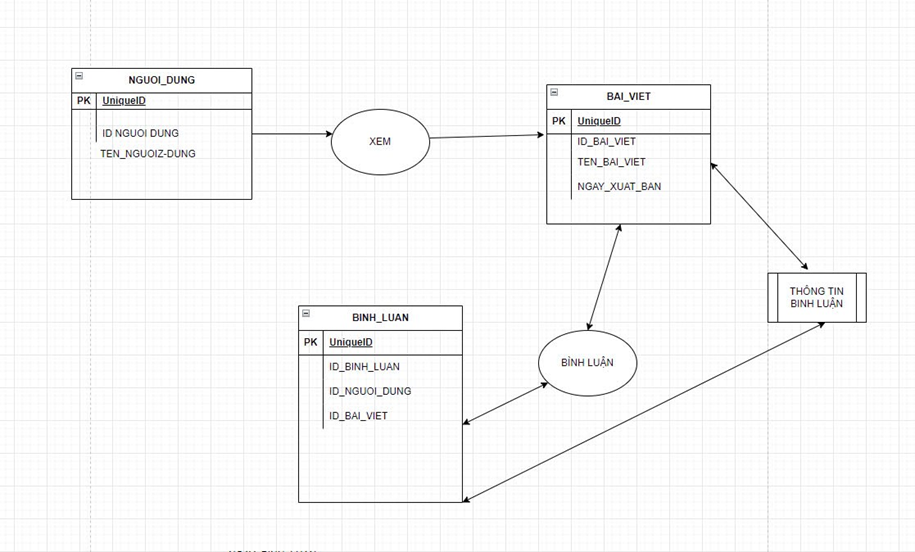 NGUOI_DUNG
PK UniqueID
ID NGUOI DUNG
TEN_NGUOIZ-DUNG
XEM
BAI_VIET
PK UniqueID
ID_BAI_VIET
TEN_BAI_VIET
NGAY_XUAT_BAN
THÔNG TIN
BINH LUẬN
BINH_LUAN
PK UniqueID
ID_BINH_LUAN
ID_NGUOI_DUNG
ID_BAI_VIET
BÌNH LUẬN